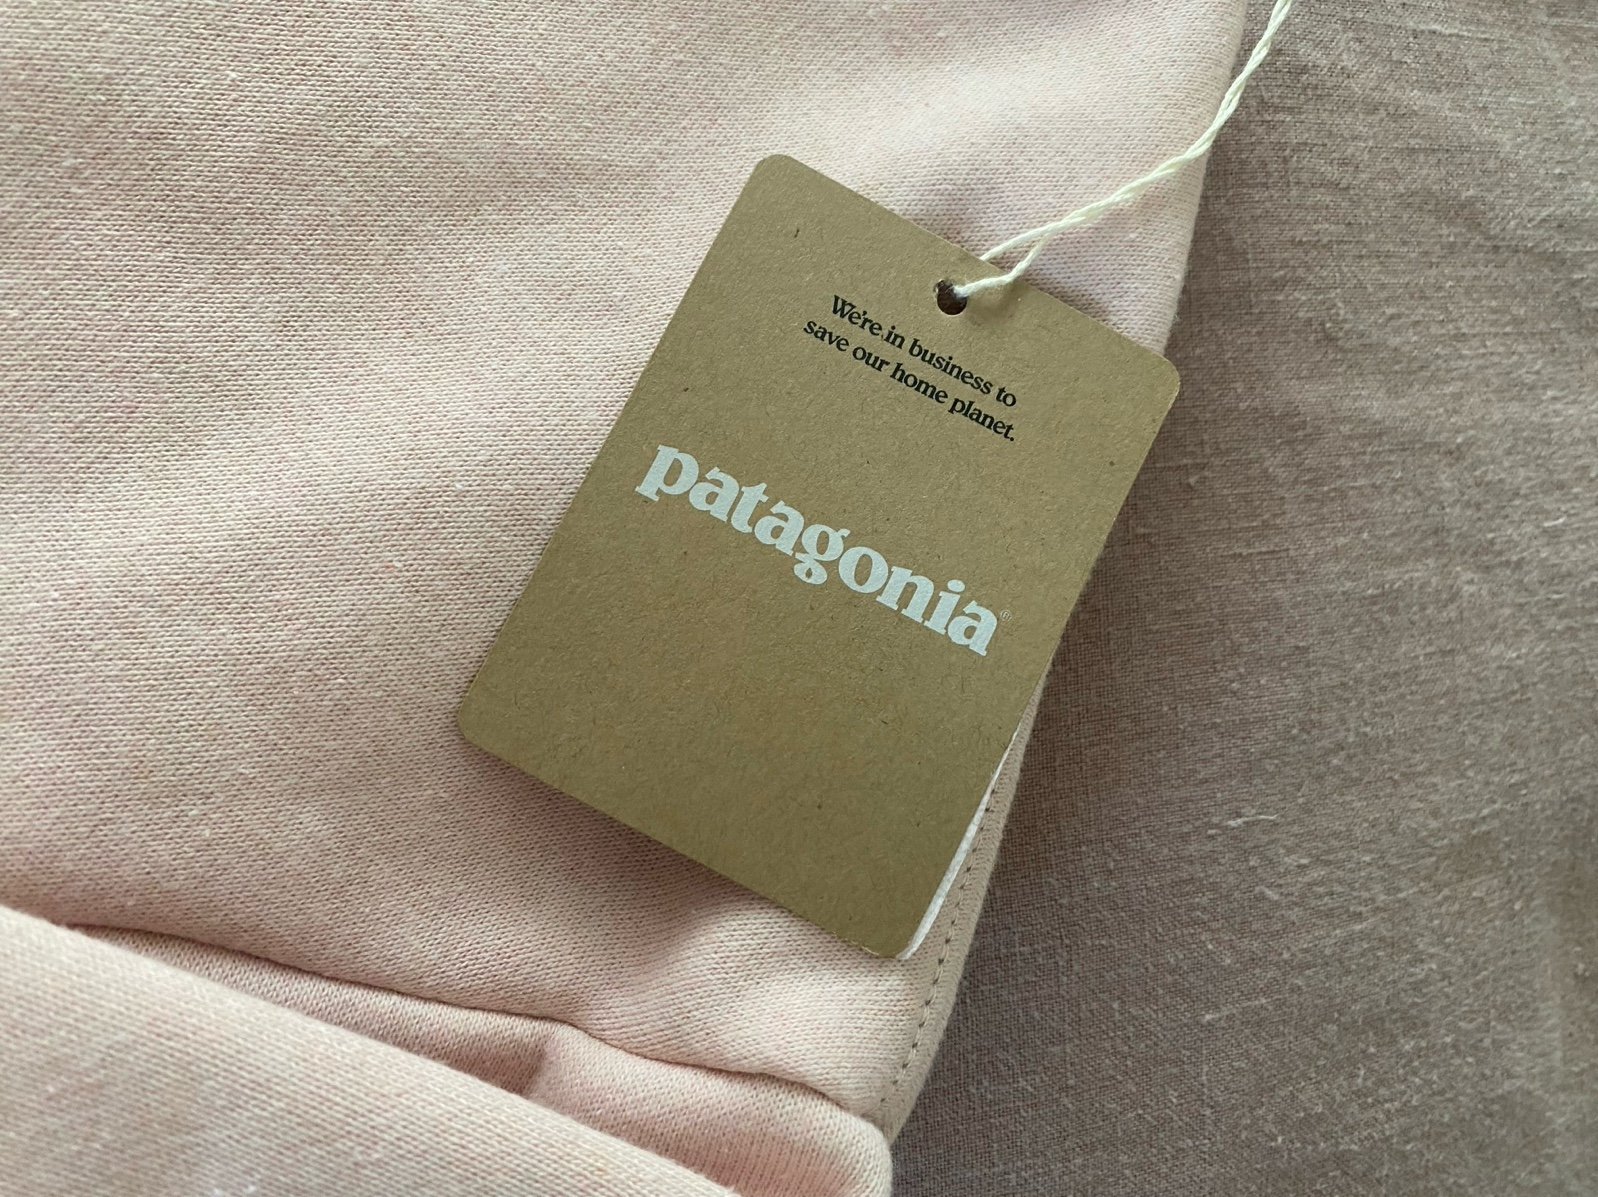 We're in business to
save our home planet.
patagonia®